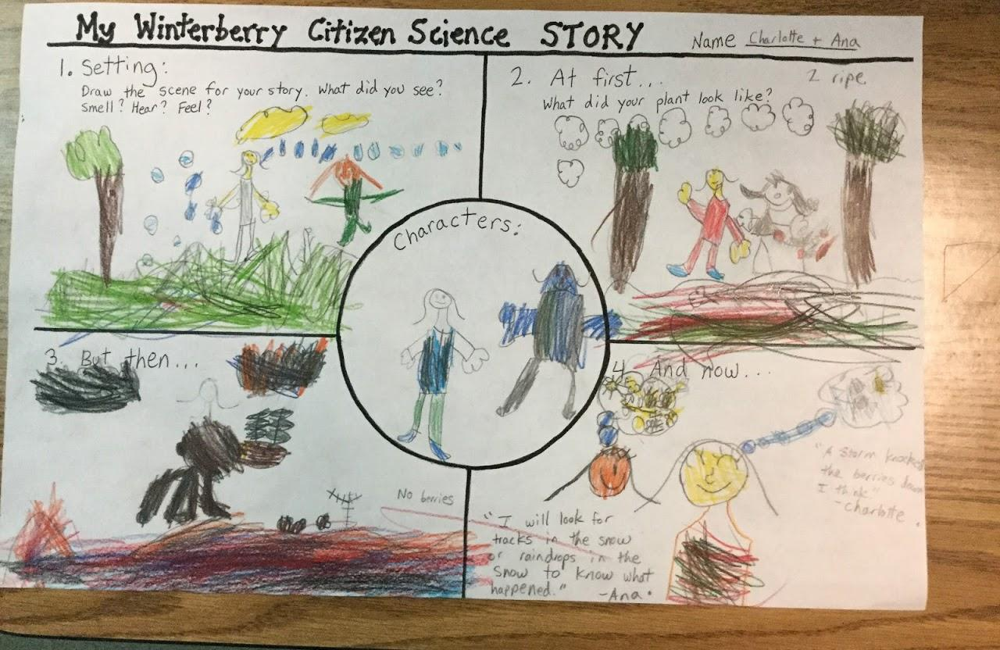 My Winterberry Citizen Science STORY
Name Charlotte + Ana
1. Setting:
Draw the scene for your story. What did you see?
Smell? Hear? Feel?
2. At first...
2 ripe
What did your plant look like?
Characters:
3. But then...
No berries
4. And now...
"I will look for
tracks in the snow
or raindrops in the
snow to know what
happened."
-Ana
"A storm knocked
the berries down
I think"
-Charlotte